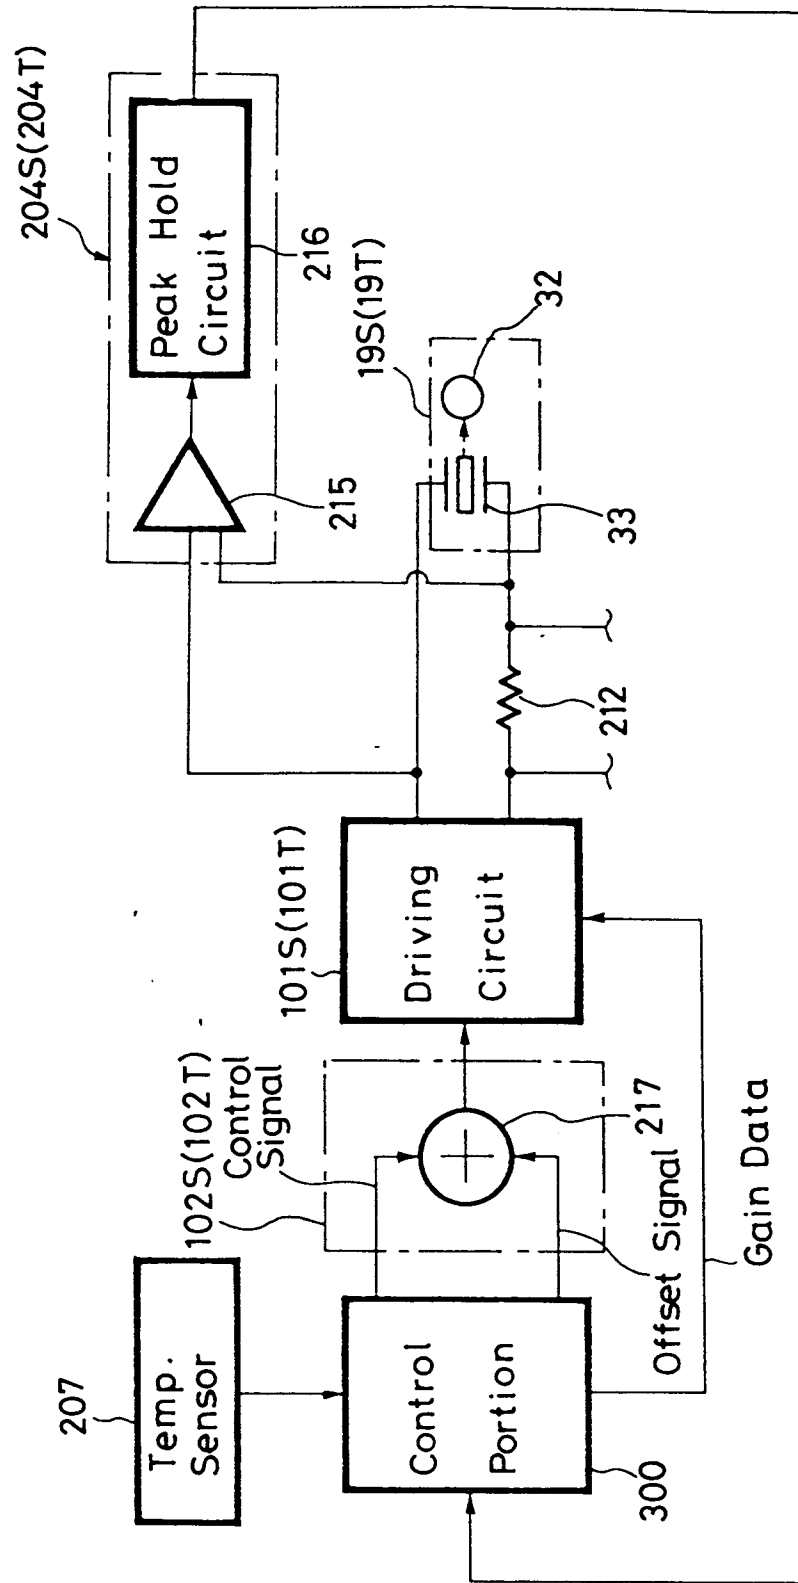 204S(204T)
Peak Hold
Circuit
216
215
19S(19T)
32
33
212
101S(101T)
Driving
Circuit
102S(102T)
Control
Signal
217
207
Temp.
Sensor
Control
Portion
300
Offset Signal
Gain Data